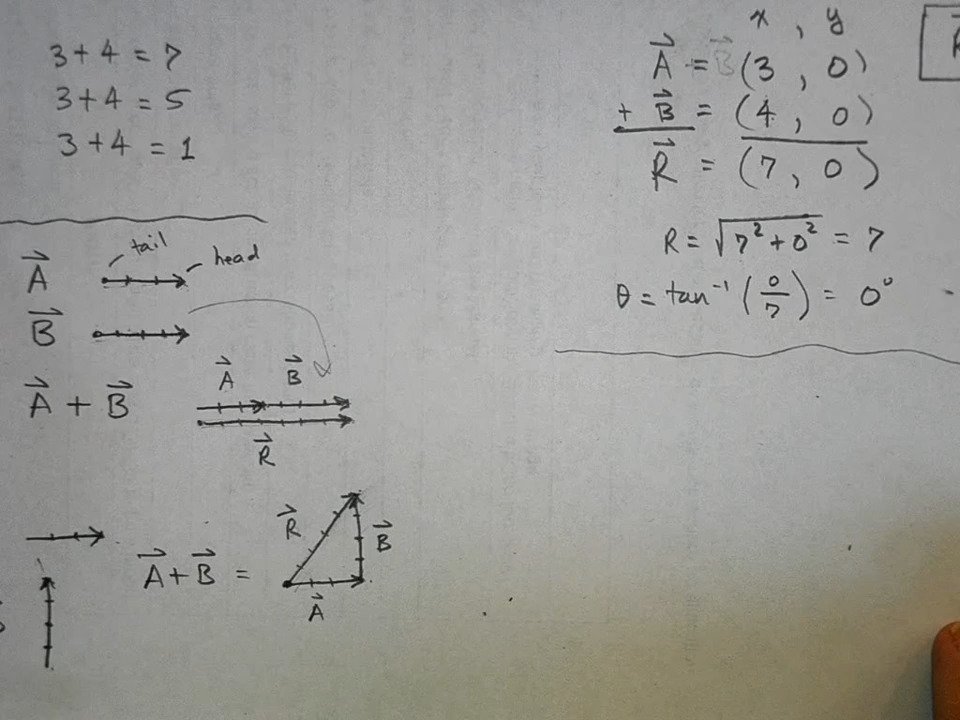 3+4 = 7
3+4 = 5
3+4 = 1
tail
head
A⃗
B⃗
A⃗ + B⃗
A⃗ B⃗
R⃗
A⃗+B⃗ =
R⃗
B⃗
A⃗
x , y
A⃗ = (3 , 0)
+ B⃗ = (4 , 0)
R⃗ = (7 , 0)
R = √7² + 0² = 7
θ = tan⁻¹ (0/7) = 0°